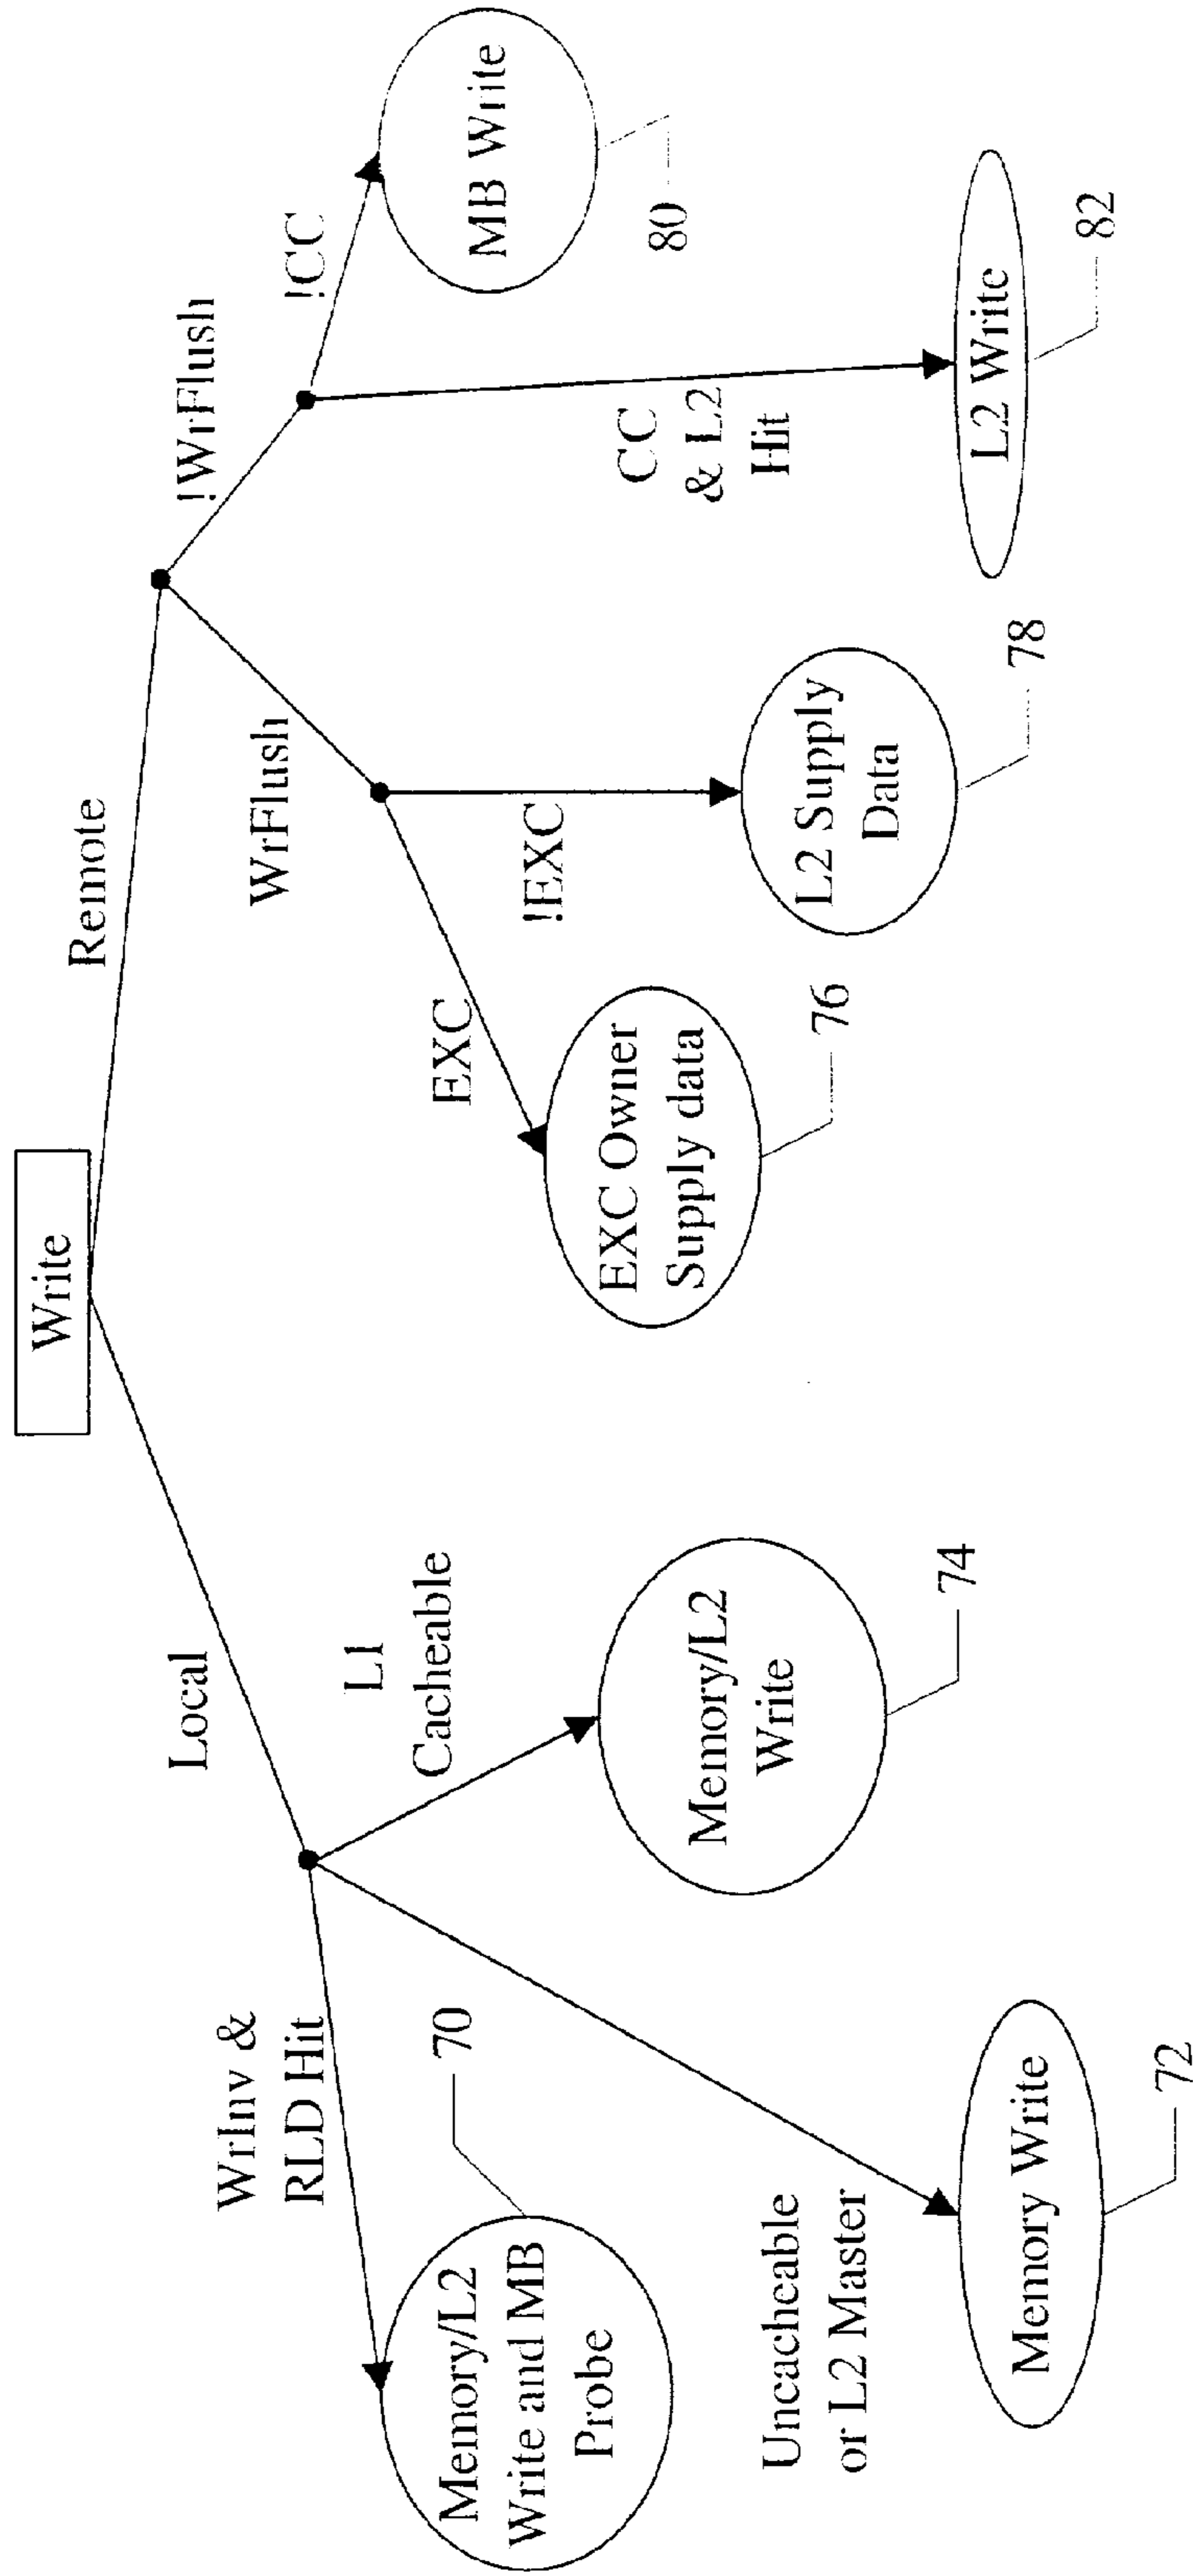 Write
Local
Remote
WrInv &
RLD Hit
L1
Cacheable
Uncacheable
or L2 Master
Memory/L2
Write and MB
Probe
70
Memory Write
72
Memory/L2
Write
74
WrFlush
!WrFlush
EXC
!EXC
EXC Owner
Supply data
76
L2 Supply
Data
78
!CC
CC
& L2
Hit
MB Write
80
L2 Write
82